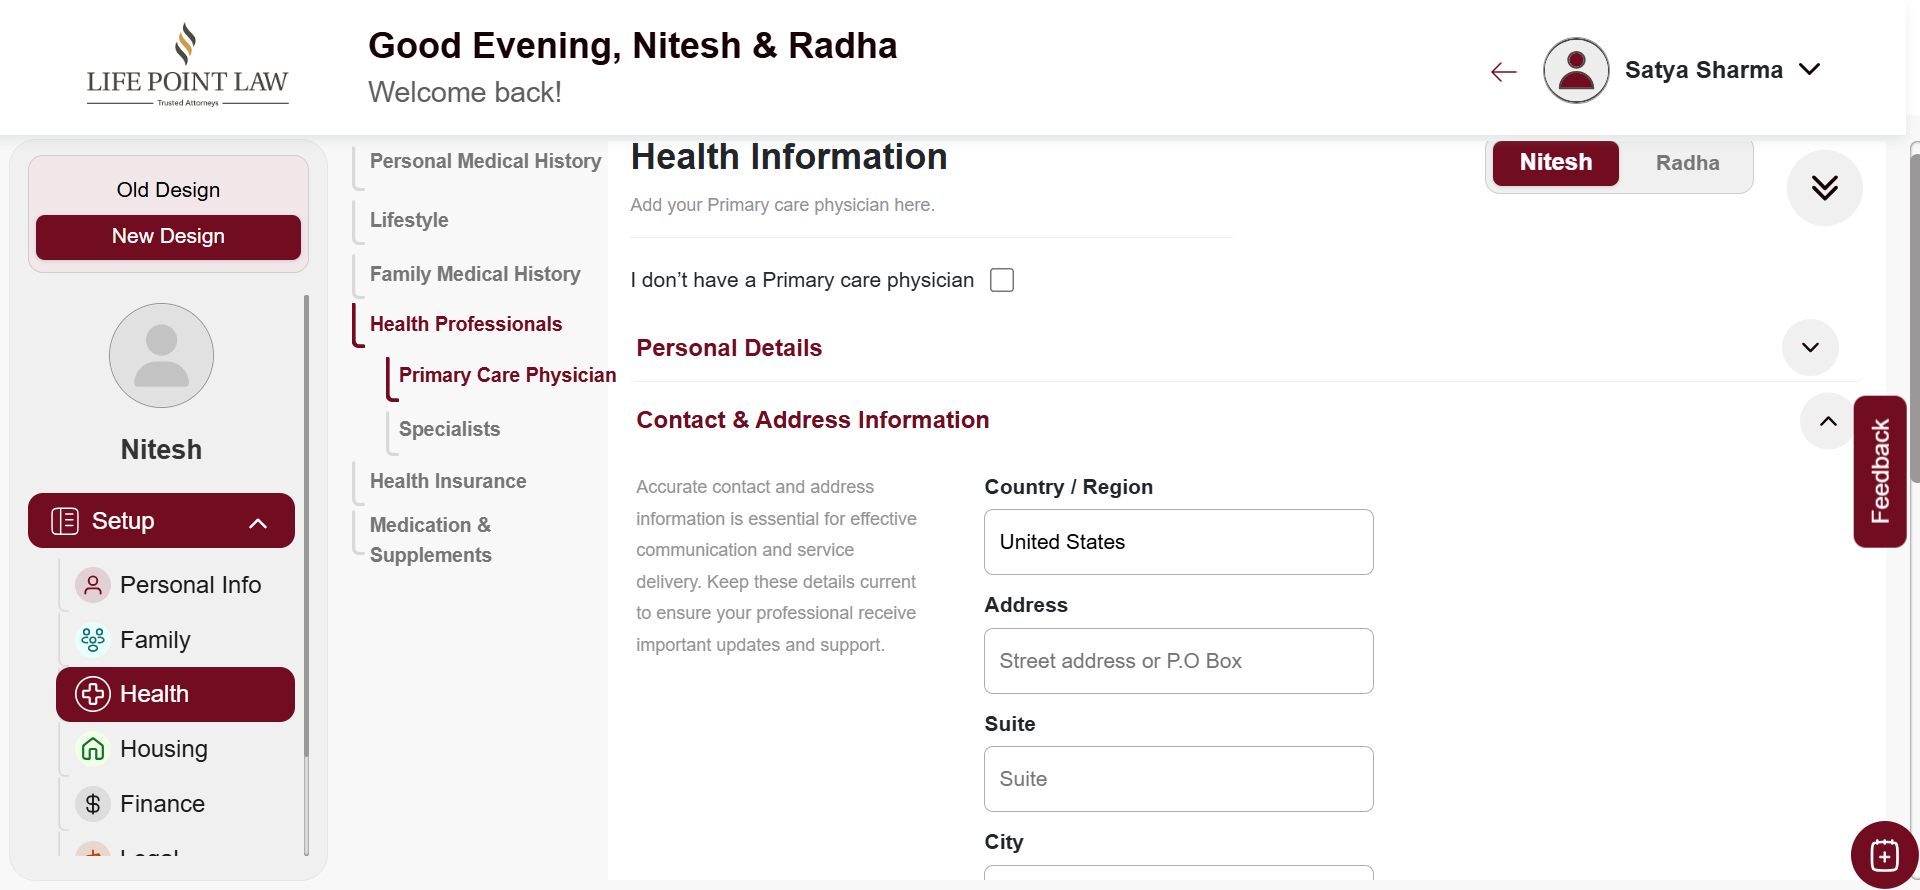 LIFE POINT LAW
Trusted Attorneys
Good Evening, Nitesh & Radha
Welcome back!
Satya Sharma
Old Design
New Design
Nitesh
Setup
Personal Info
Family
Health
Housing
Finance
Legal
Personal Medical History
Lifestyle
Family Medical History
Health Professionals
Primary Care Physician
Specialists
Health Insurance
Medication &
Supplements
Health Information
Add your Primary care physician here.
Nitesh
Radha
I don’t have a Primary care physician
Personal Details
Contact & Address Information
Accurate contact and address
information is essential for effective
communication and service
delivery. Keep these details current
to ensure your professional receive
important updates and support.
Country / Region
United States
Address
Street address or P.O Box
Suite
Suite
City
Feedback